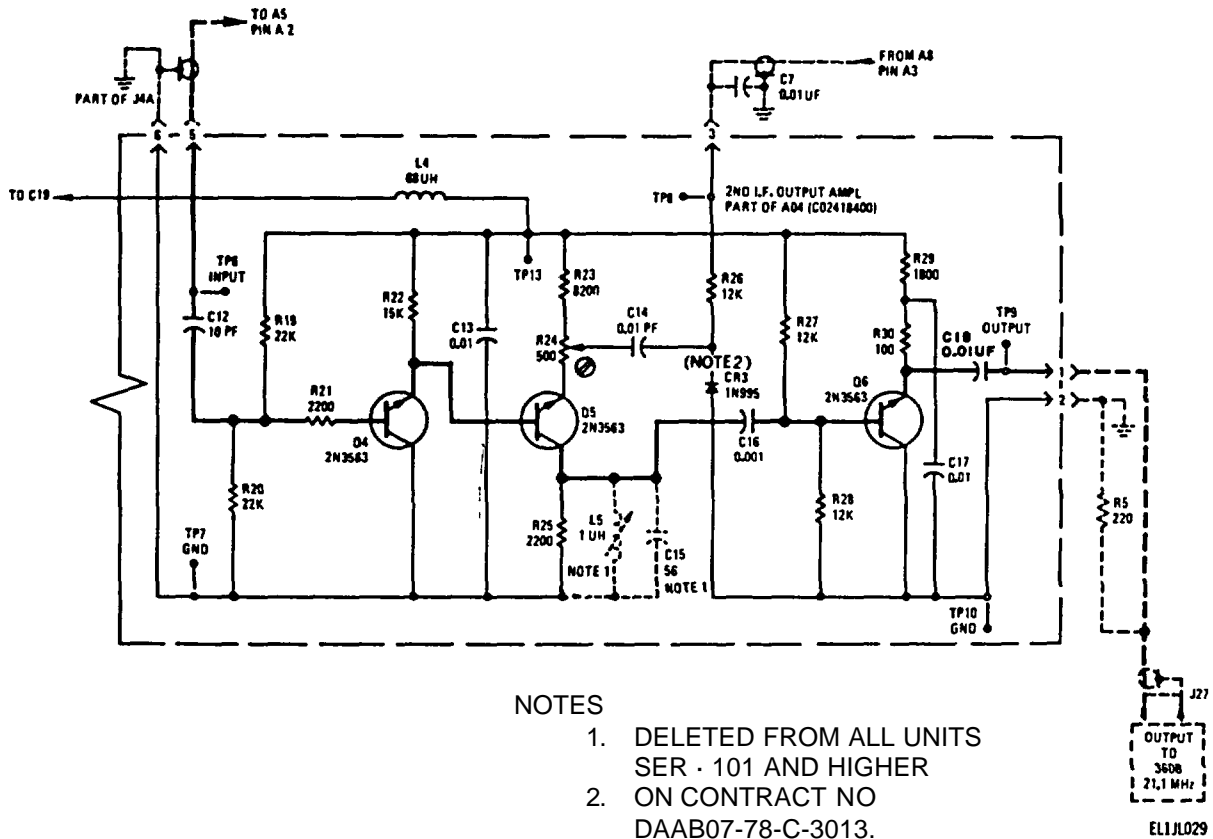 TO A5
PIN A2
PART OF J4A
6
5
FROM A8
PIN A3
C7
0.01UF
3
TO C19
L4
68UH
TP8
2ND I.F. OUTPUT AMPL
PART OF A04 (C02418400)
TP13
TP6
INPUT
C12
10 PF
R19
22K
R22
15K
C13
0.01
R23
8200
R24
500
C14
0.01 PF
R26
12K
R27
12K
R29
1800
R30
100
TP9
OUTPUT
C18
0.01UF
1
2
(NOTE 2)
CR3
1N995
R21
2200
Q4
2N3563
Q5
2N3563
C16
0.001
Q6
2N3563
C17
0.01
R20
22K
TP7
GND
R25
2200
L5
1 UH
NOTE 1
C15
56
NOTE 1
R28
12K
TP10
GND
R5
220
J27
OUTPUT
TO
360B
21.1 MHz
NOTES
1. DELETED FROM ALL UNITS
SER · 101 AND HIGHER
2. ON CONTRACT NO
DAAB07-78-C-3013.
EL1JL029